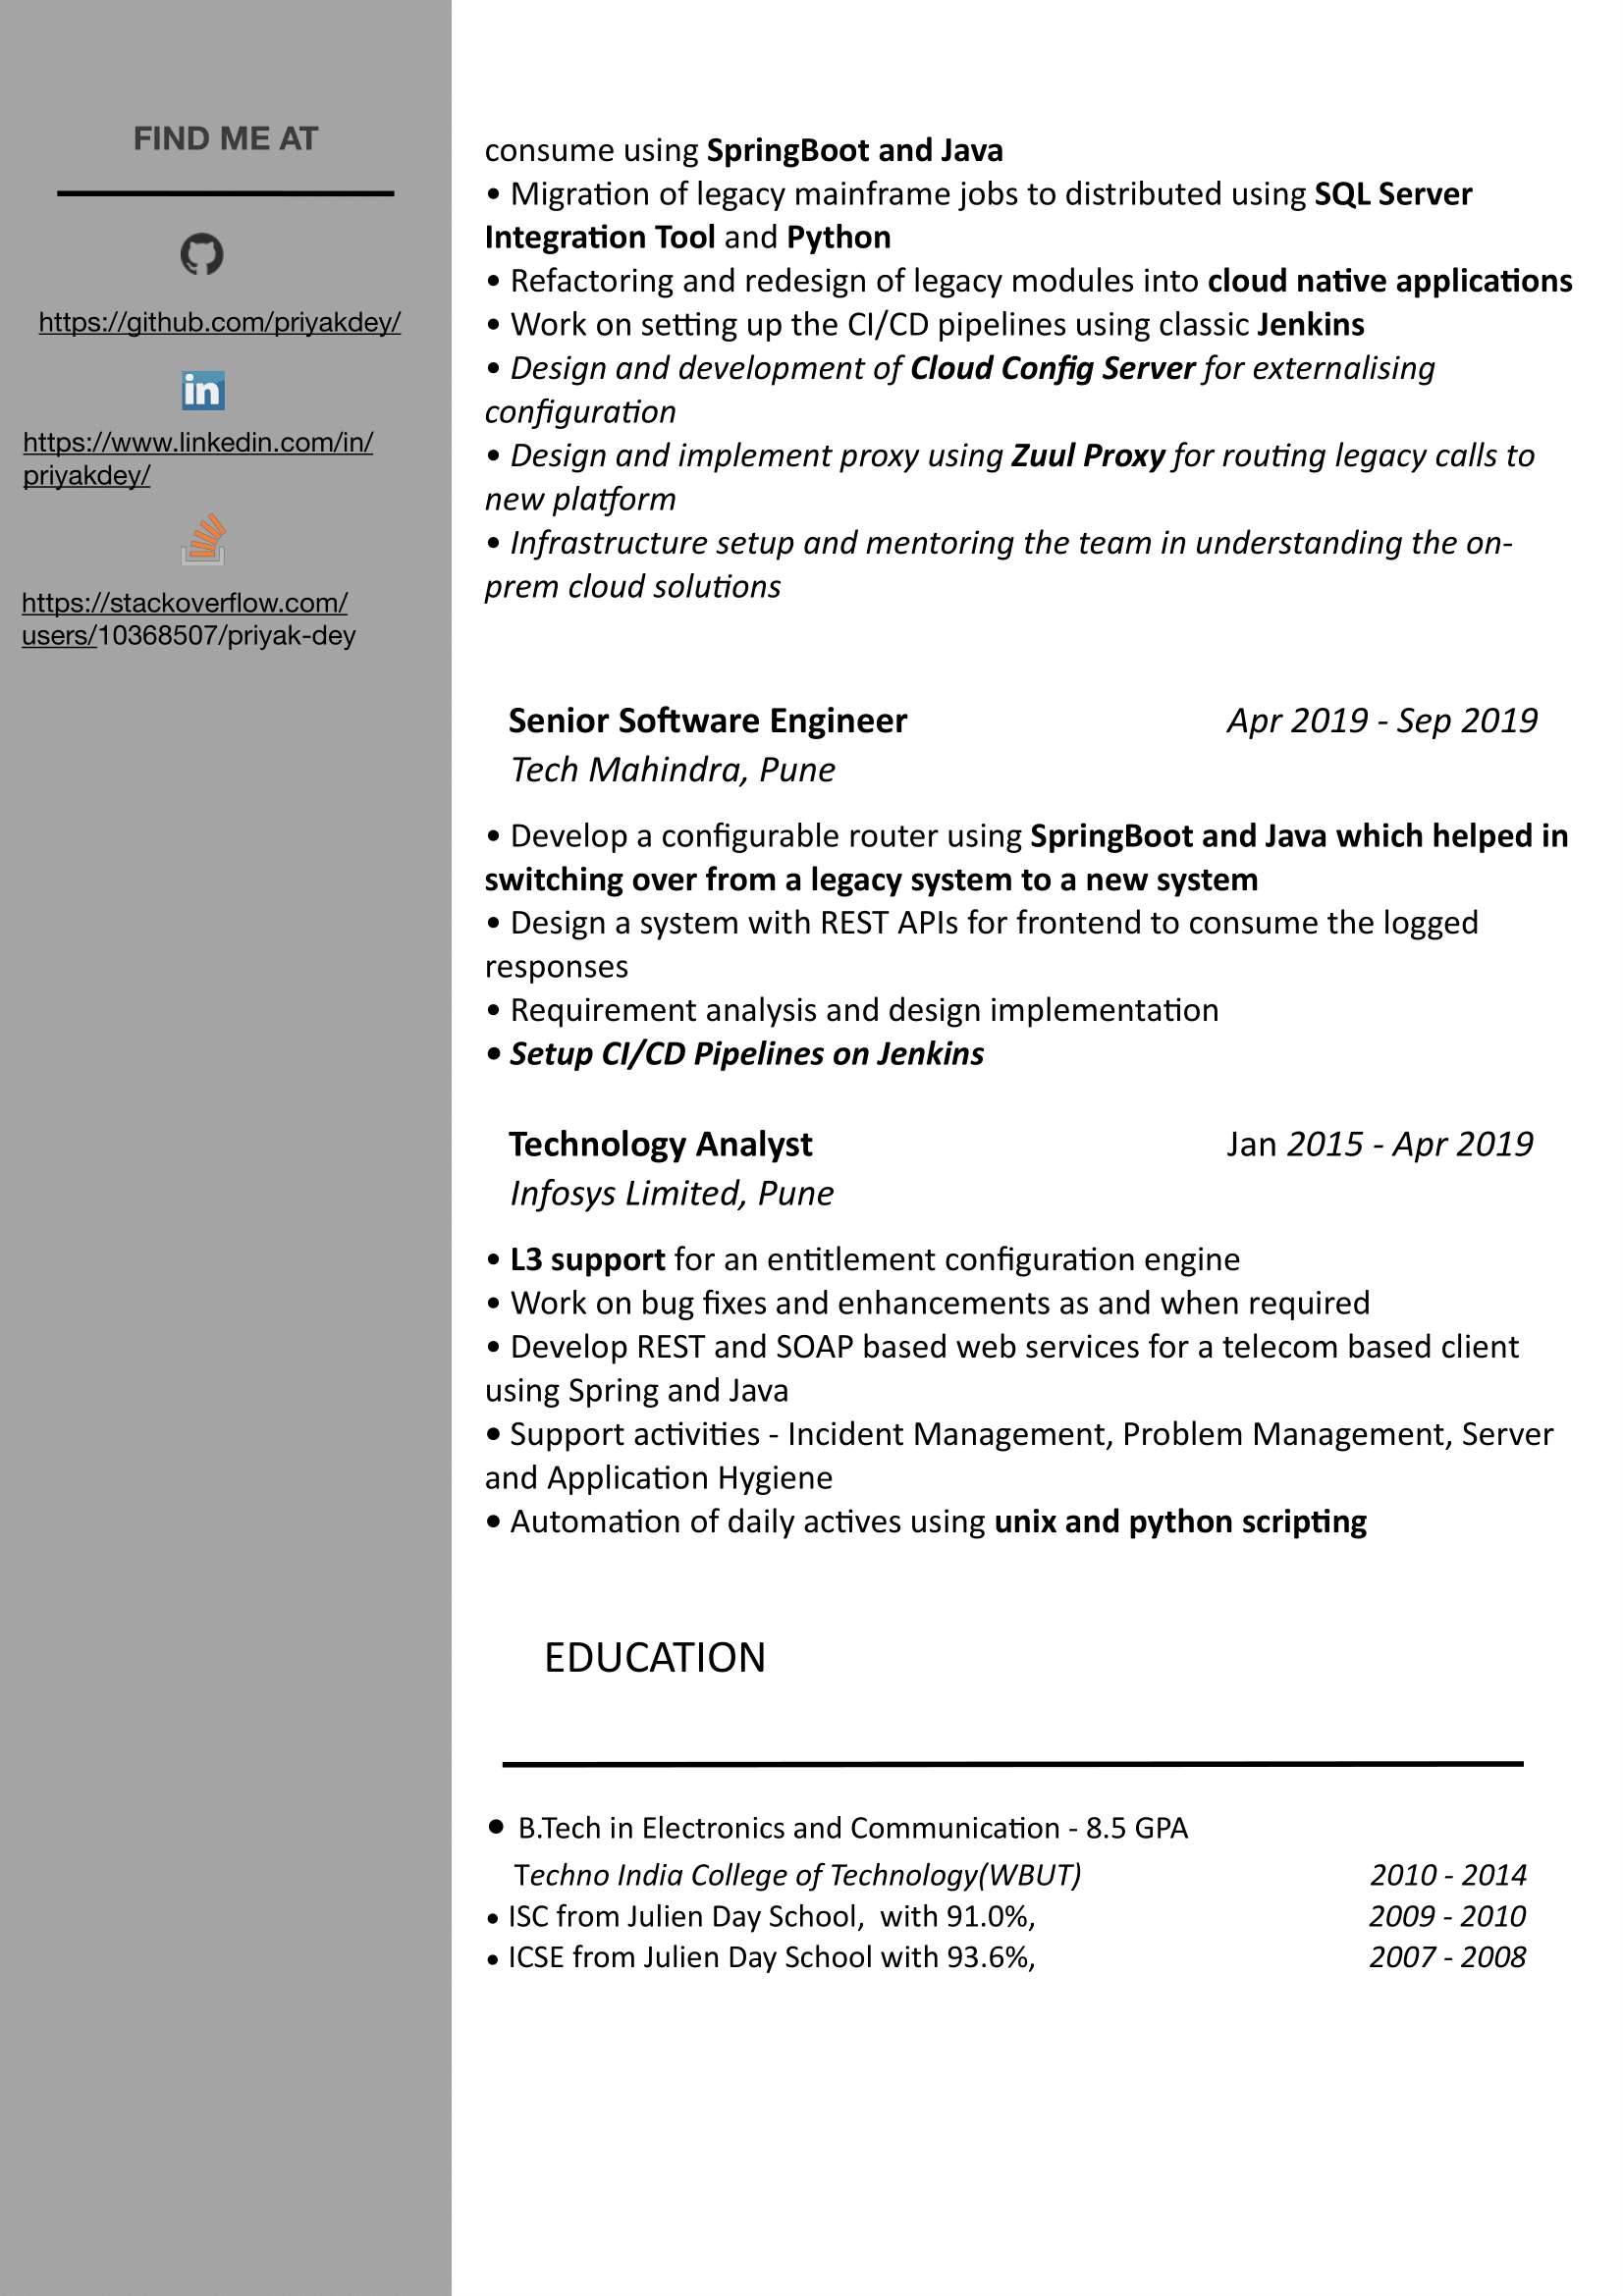 FIND ME AT
https://github.com/priyakdey/
in
https://www.linkedin.com/in/
priyakdey/
https://stackoverflow.com/
users/10368507/priyak-dey
consume using SpringBoot and Java
• Migration of legacy mainframe jobs to distributed using SQL Server
Integration Tool and Python
• Refactoring and redesign of legacy modules into cloud native applications
• Work on setting up the CI/CD pipelines using classic Jenkins
• Design and development of Cloud Config Server for externalising
configuration
• Design and implement proxy using Zuul Proxy for routing legacy calls to
new platform
• Infrastructure setup and mentoring the team in understanding the on-
prem cloud solutions
Senior Software Engineer Apr 2019 - Sep 2019
Tech Mahindra, Pune
• Develop a configurable router using SpringBoot and Java which helped in
switching over from a legacy system to a new system
• Design a system with REST APIs for frontend to consume the logged
responses
• Requirement analysis and design implementation
• Setup CI/CD Pipelines on Jenkins
Technology Analyst Jan 2015 - Apr 2019
Infosys Limited, Pune
• L3 support for an entitlement configuration engine
• Work on bug fixes and enhancements as and when required
• Develop REST and SOAP based web services for a telecom based client
using Spring and Java
• Support activities - Incident Management, Problem Management, Server
and Application Hygiene
• Automation of daily actives using unix and python scripting
EDUCATION
• B.Tech in Electronics and Communication - 8.5 GPA
Techno India College of Technology(WBUT) 2010 - 2014
• ISC from Julien Day School, with 91.0%, 2009 - 2010
• ICSE from Julien Day School with 93.6%, 2007 - 2008